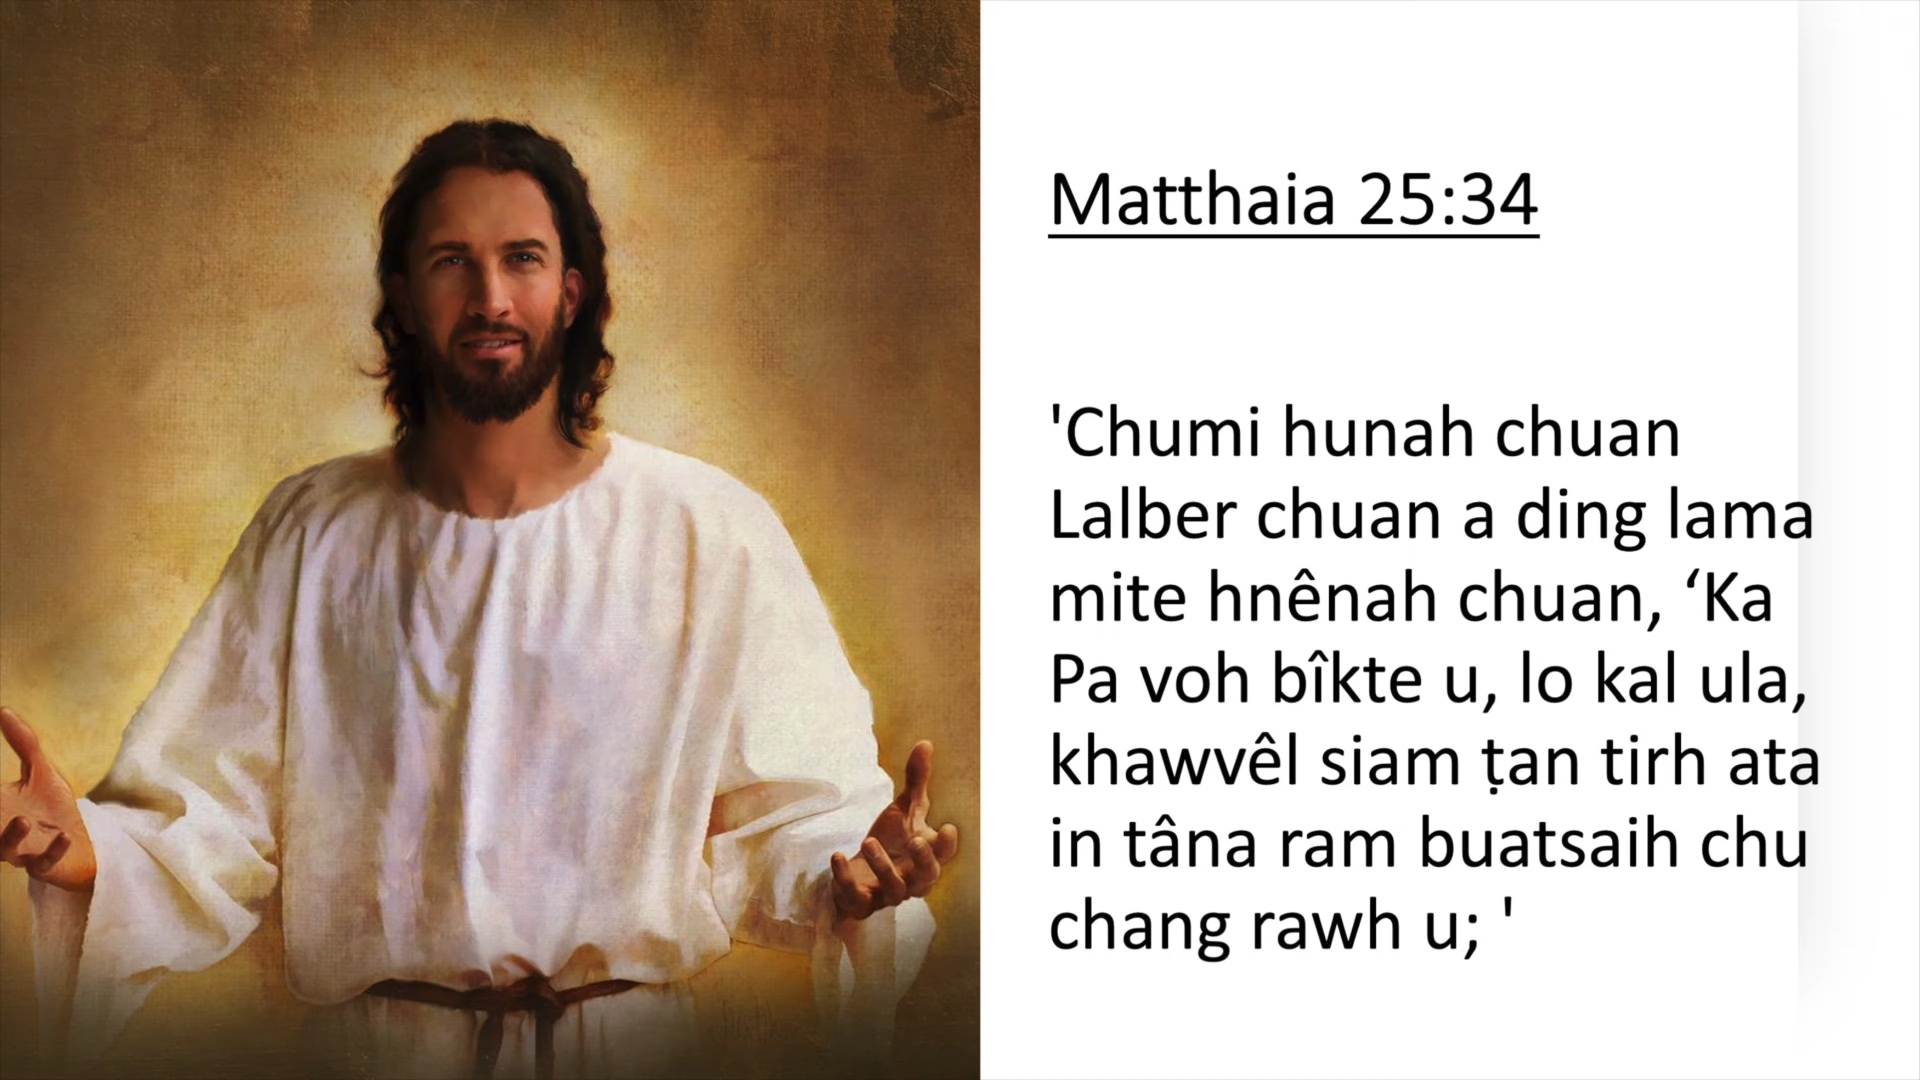 Matthaia 25:34
'Chumi hunah chuan
Lalber chuan a ding lama
mite hnênah chuan, ‘Ka
Pa voh bîkte u, lo kal ula,
khawvêl siam ṭan tirh ata
in tâna ram buatsaih chu
chang rawh u; '